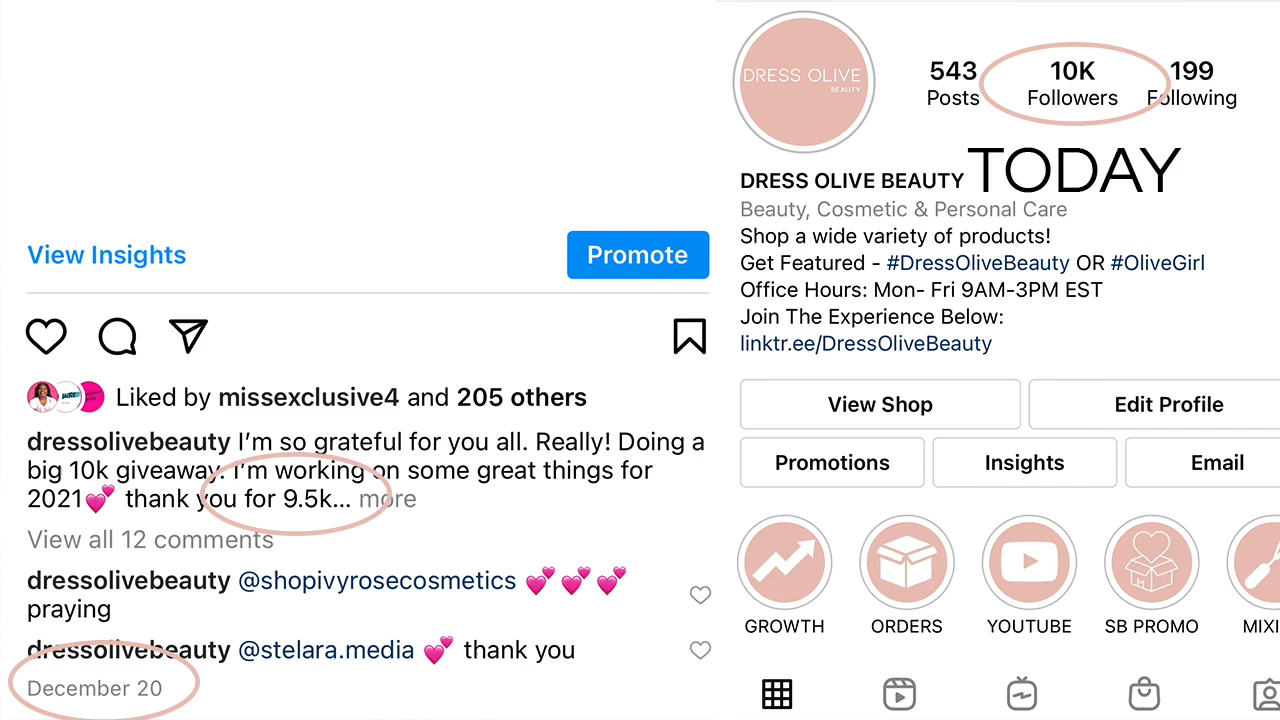 View Insights
Promote
Liked by missexclusive4 and 205 others
dressolivebeauty I'm so grateful for you all. Really! Doing a
big 10k giveaway. I'm working on some great things for
2021💕 thank you for 9.5k... more
View all 12 comments
dressolivebeauty @shopivyrosecosmetics 💕💕💕
praying
dressolivebeauty @stelara.media 💕 thank you
December 20
DRESS OLIVE
BEAUTY
543 10K 199
Posts Followers Following
TODAY
DRESS OLIVE BEAUTY
Beauty, Cosmetic & Personal Care
Shop a wide variety of products!
Get Featured - #DressOliveBeauty OR #OliveGirl
Office Hours: Mon- Fri 9AM-3PM EST
Join The Experience Below:
linktr.ee/DressOliveBeauty
View Shop Edit Profile
Promotions Insights Email
GROWTH ORDERS YOUTUBE SB PROMO MIXI